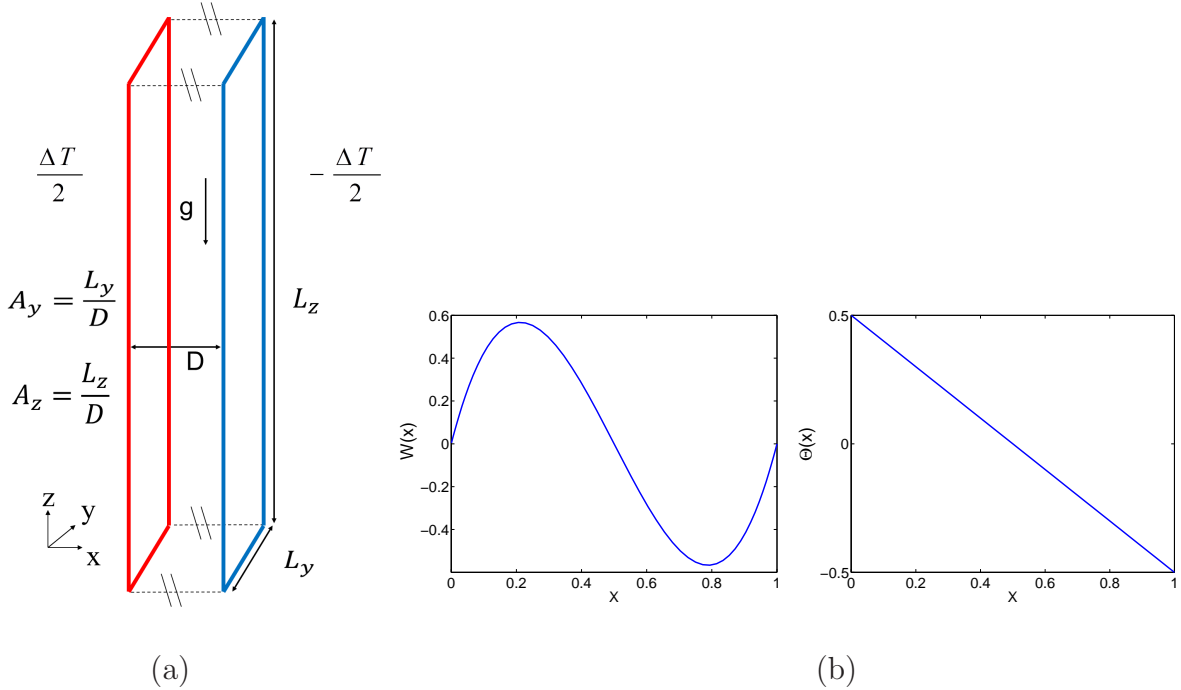 ΔT
2
− ΔT
2
g
A_y = L_y
D
L_z
D
A_z = L_z
D
z
y
x
L_y
(a)
0.6
0.4
0.2
0
−0.2
−0.4
W(x)
0 0.2 0.4 0.6 0.8 1
X
0.5
0
−0.5
Θ(x)
0 0.2 0.4 0.6 0.8 1
X
(b)